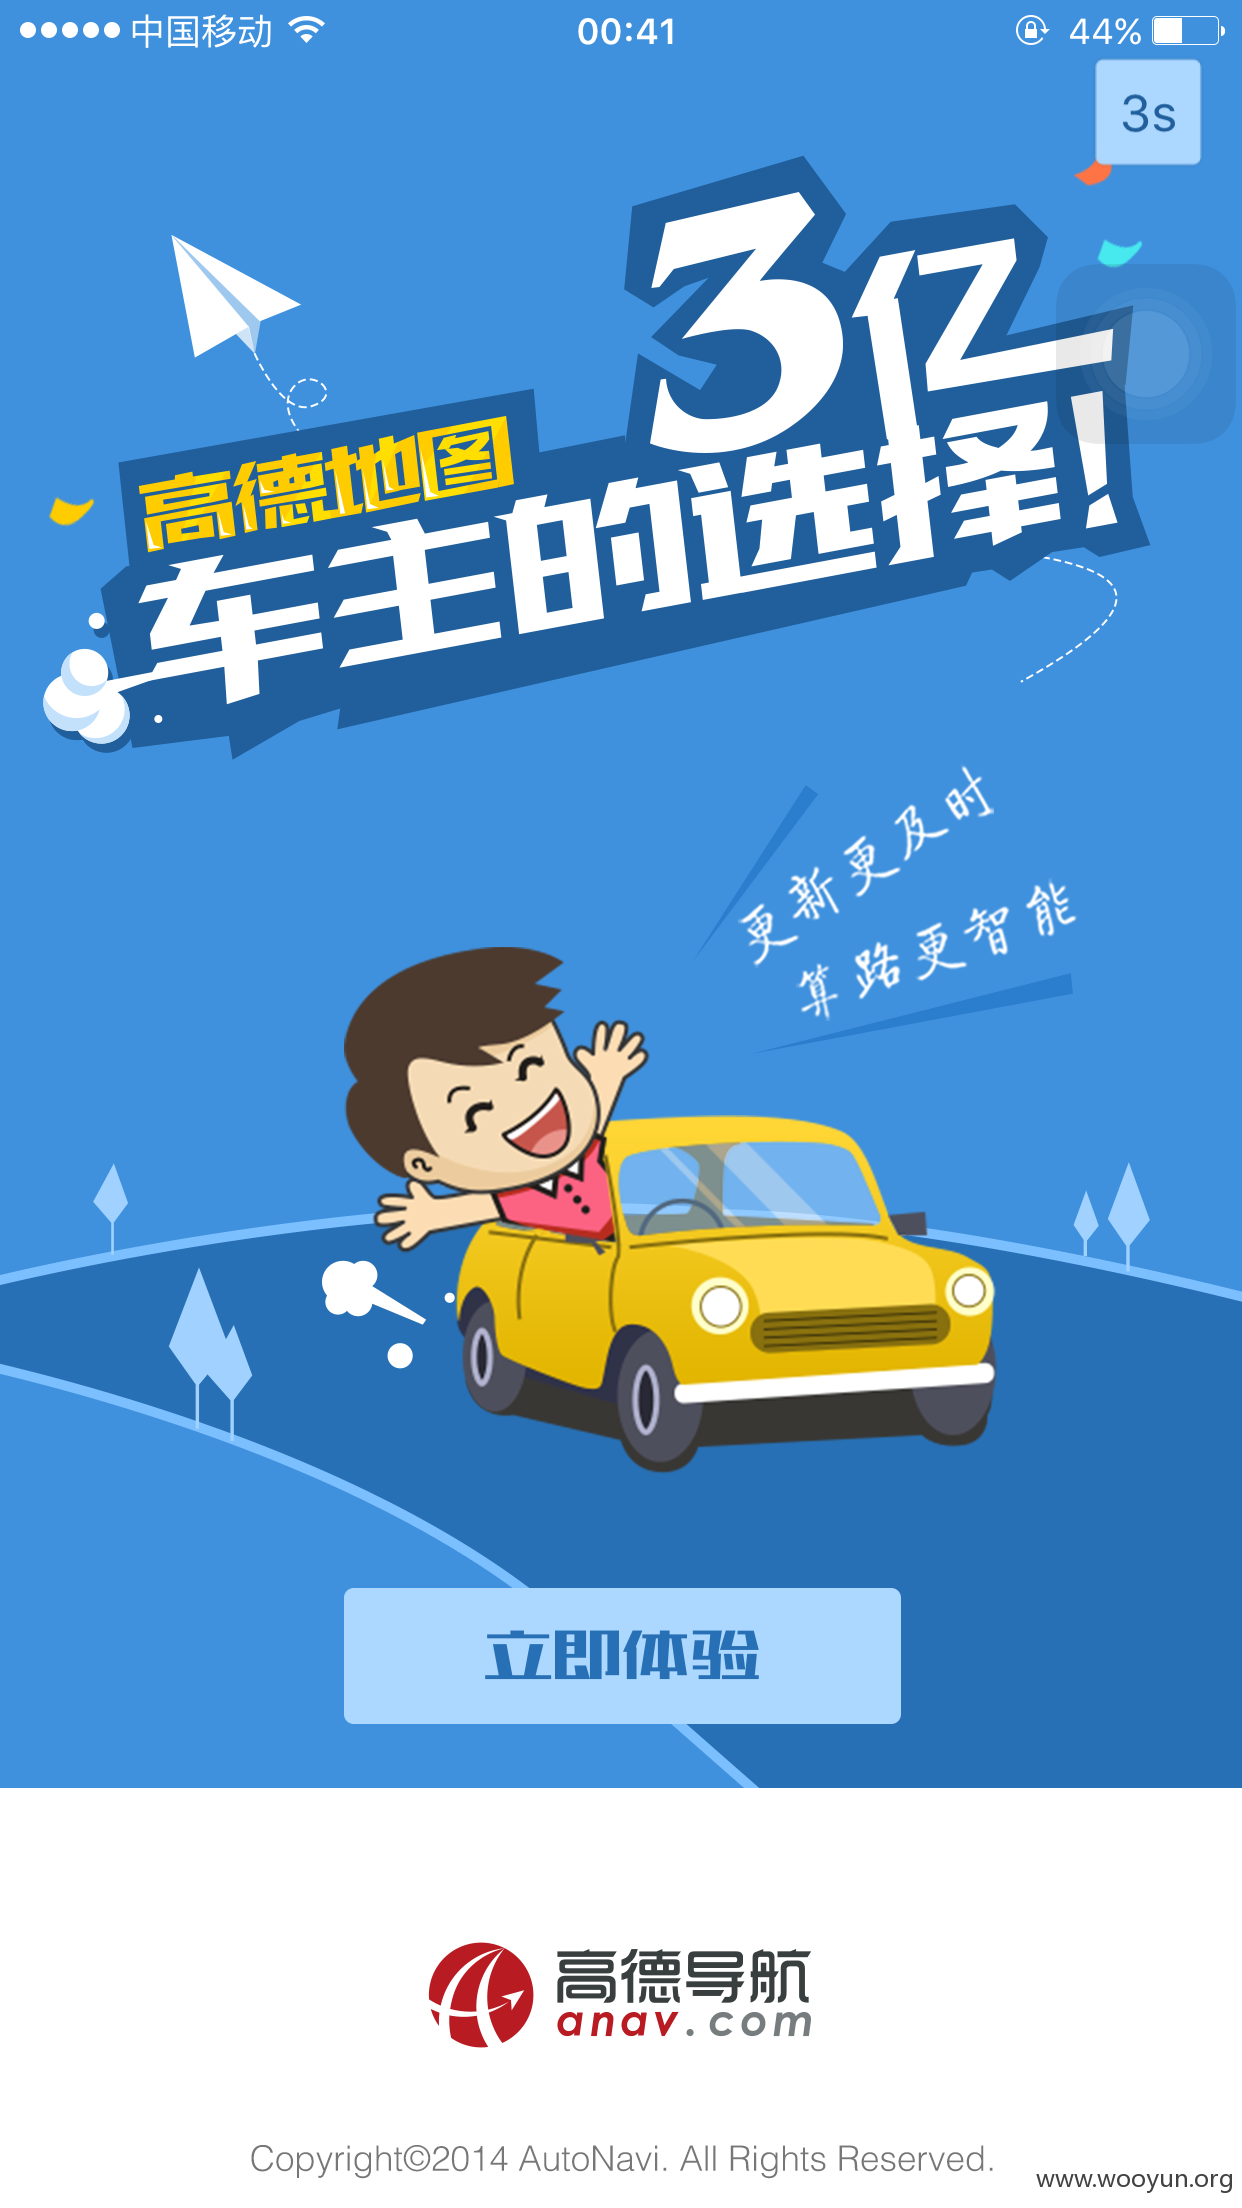 中国移动 00:41 44%
3s
3亿
高德地图
车主的选择!
更新更及时
算路更智能
立即体验
高德导航
anav.com
Copyright©2014 AutoNavi. All Rights Reserved.
www.wooyun.org